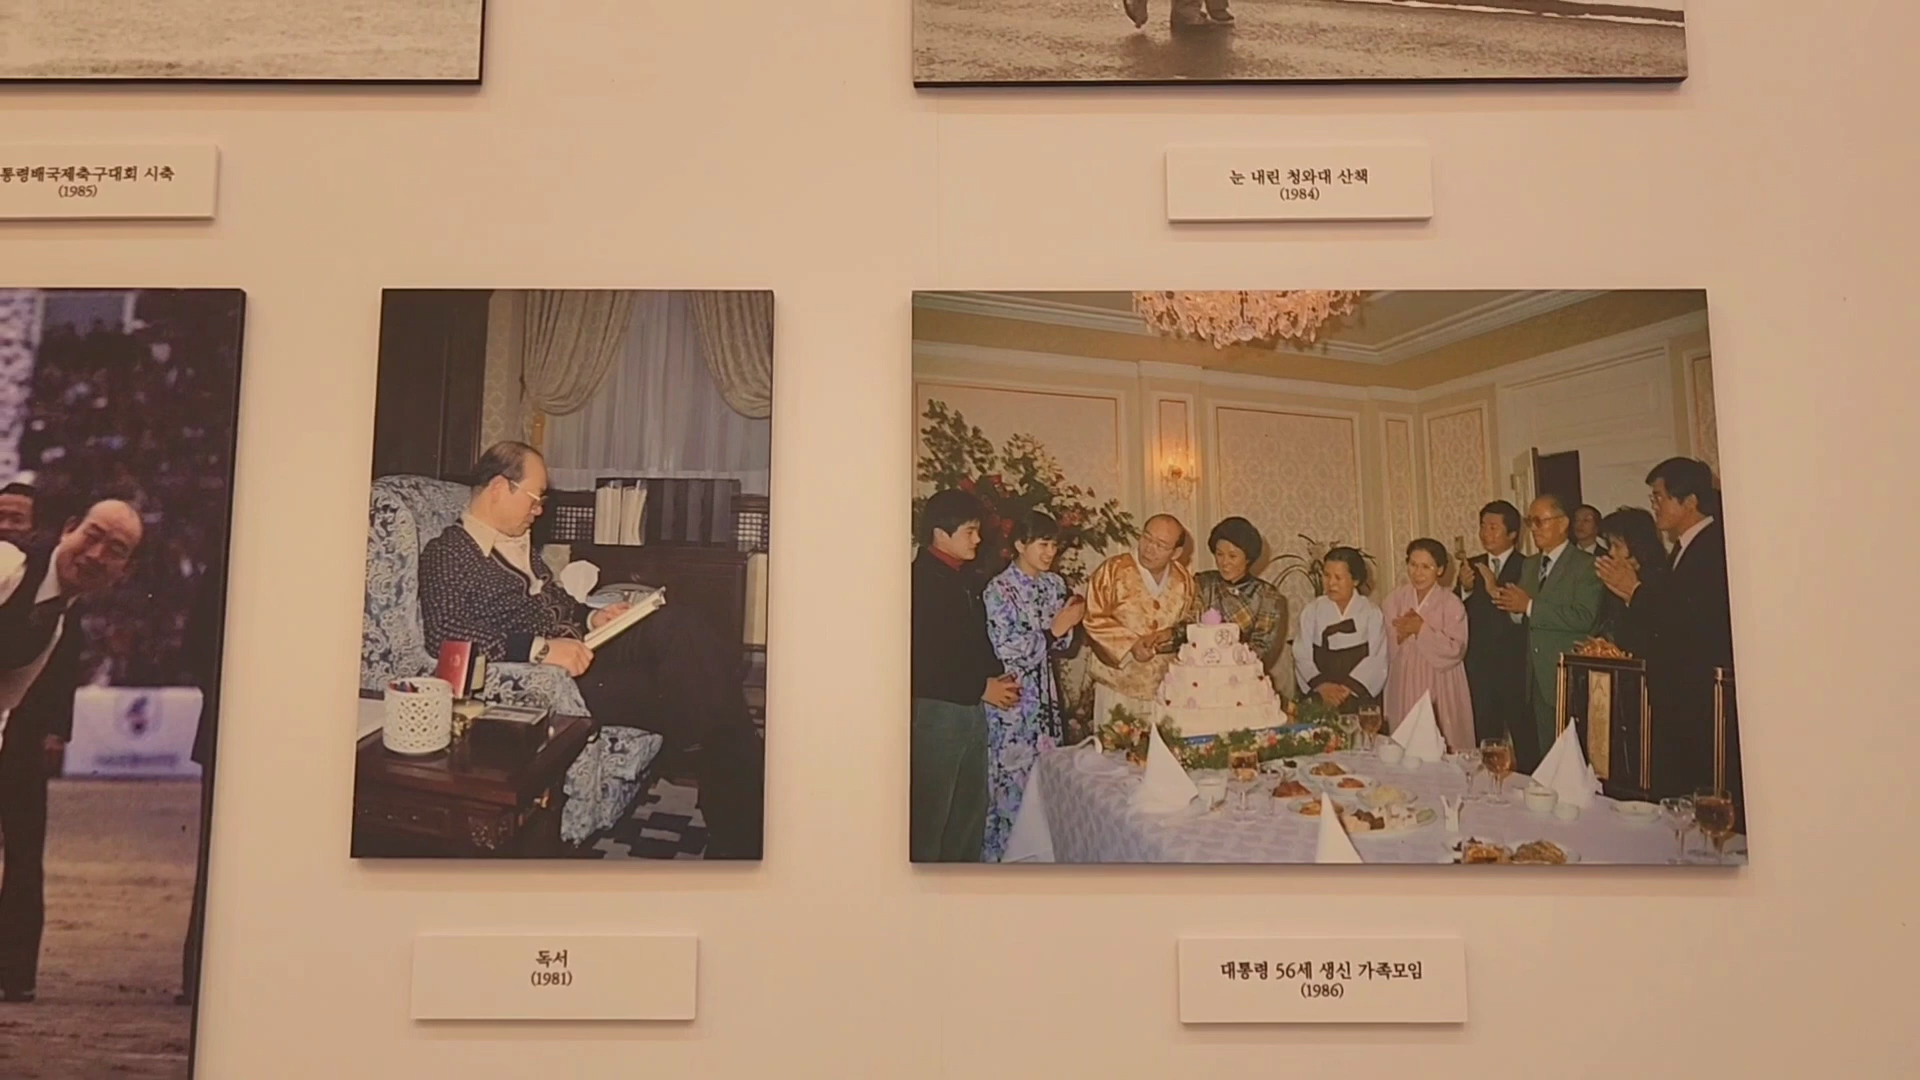 통령배국제축구대회 시축
(1985)
눈 내린 청와대 산책
(1984)
독서
(1981)
대통령 56세 생신 가족모임
(1986)